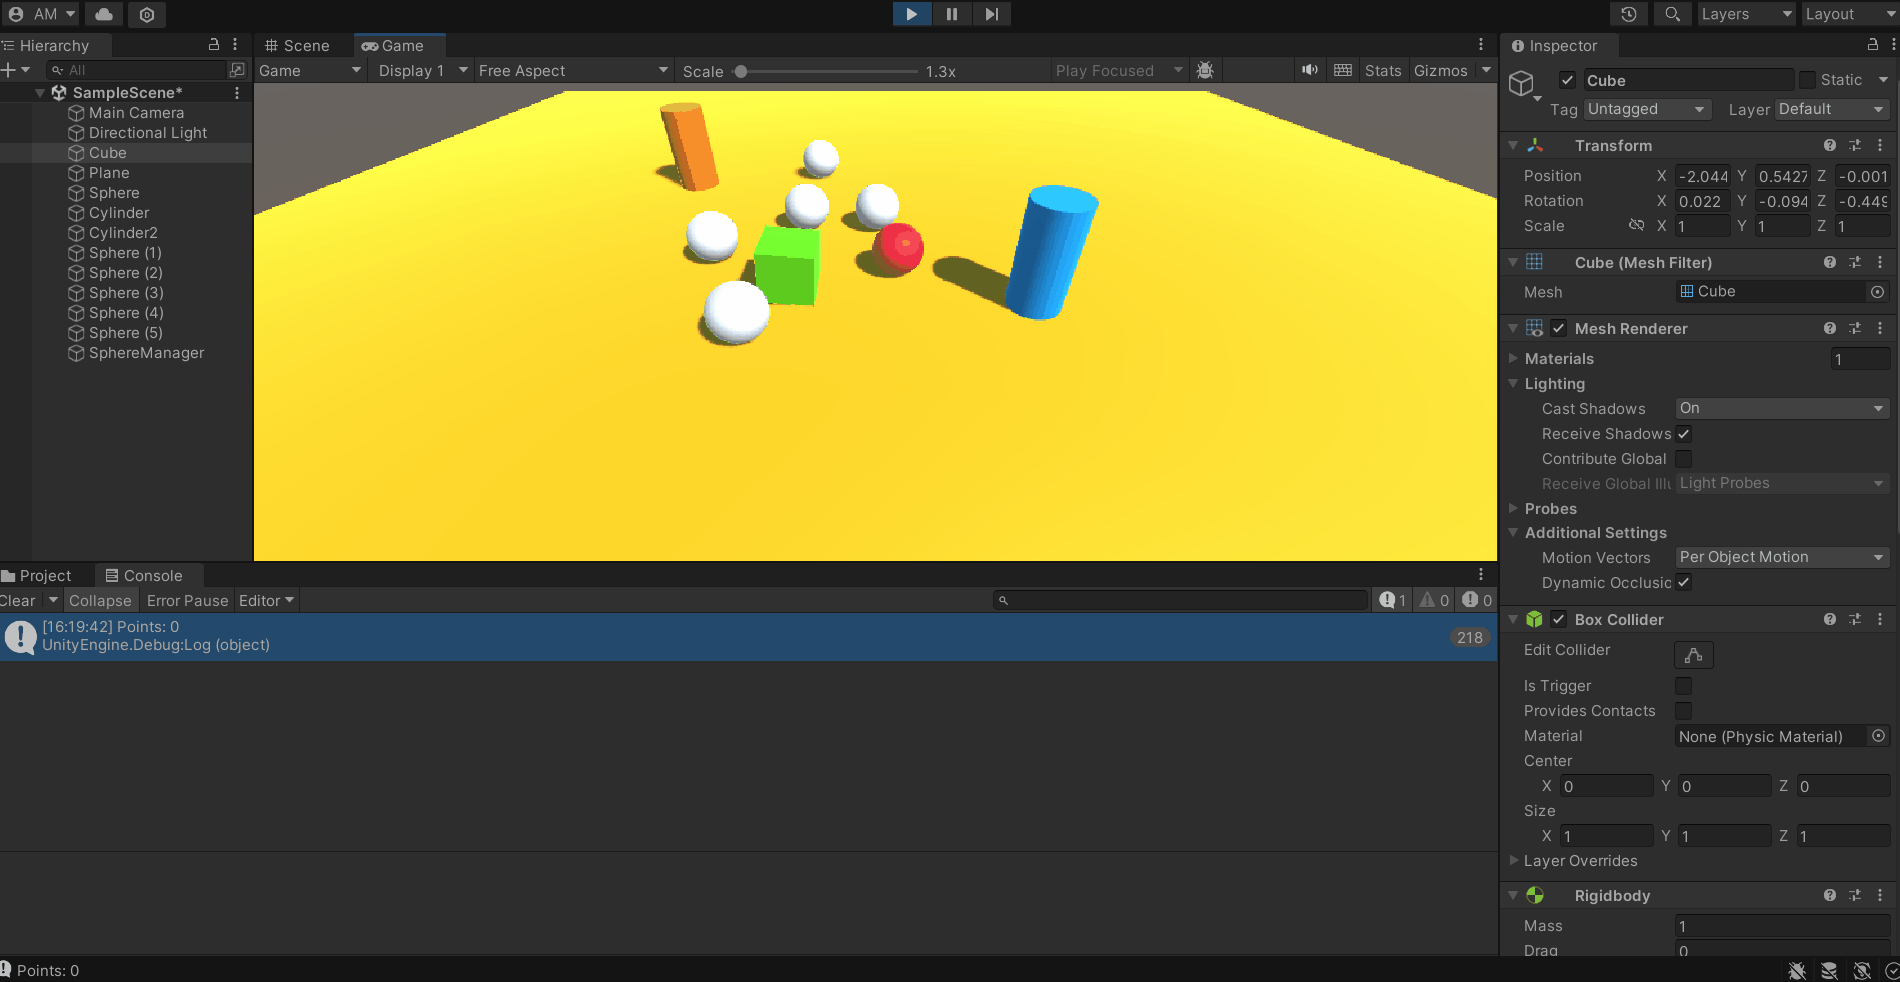 AM
Layers
Layout
Hierarchy
All
SampleScene*
Main Camera
Directional Light
Cube
Plane
Sphere
Cylinder
Cylinder2
Sphere (1)
Sphere (2)
Sphere (3)
Sphere (4)
Sphere (5)
SphereManager
Scene
Game
Game
Display 1
Free Aspect
Scale
1.3x
Play Focused
Stats
Gizmos
Project
Console
Clear
Collapse
Error Pause
Editor
1
0
0
[16:19:42] Points: 0
UnityEngine.Debug:Log (object)
218
Points: 0
Inspector
Cube
Static
Tag Untagged Layer Default
Transform
Position X -2.044 Y 0.5427 Z -0.001
Rotation X 0.022 Y -0.094 Z -0.449
Scale X 1 Y 1 Z 1
Cube (Mesh Filter)
Mesh Cube
Mesh Renderer
Materials 1
Lighting
Cast Shadows On
Receive Shadows
Contribute Global
Receive Global Illu Light Probes
Probes
Additional Settings
Motion Vectors Per Object Motion
Dynamic Occlusic
Box Collider
Edit Collider
Is Trigger
Provides Contacts
Material None (Physic Material)
Center
X 0 Y 0 Z 0
Size
X 1 Y 1 Z 1
Layer Overrides
Rigidbody
Mass 1
Drag 0